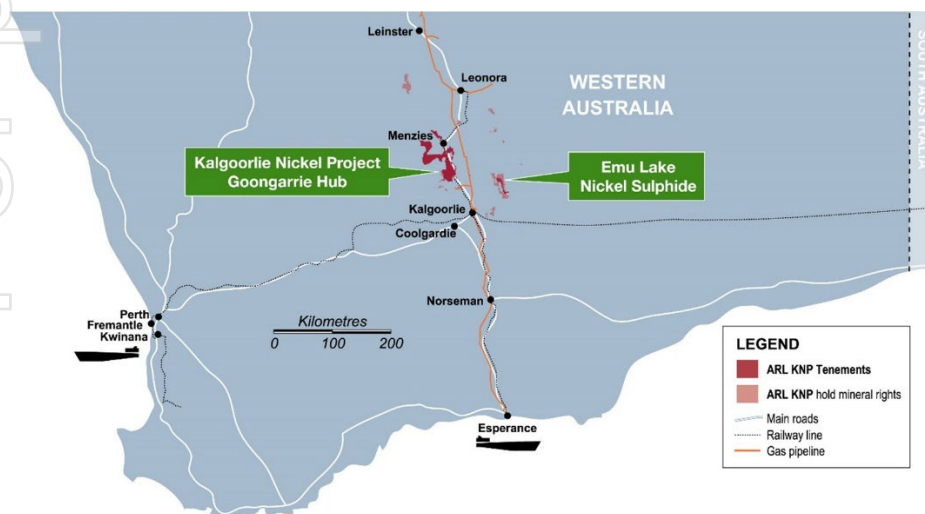 Leinster
Leonora
WESTERN
AUSTRALIA
SOUTH AUSTRALIA
Menzies
Kalgoorlie Nickel Project
Goongarrie Hub
Emu Lake
Nickel Sulphide
Kalgoorlie
Coolgardie
Norseman
Perth
Fremantle
Kwinana
Kilometres
0 100 200
Esperance
LEGEND
ARL KNP Tenements
ARL KNP hold mineral rights
Main roads
Railway line
Gas pipeline